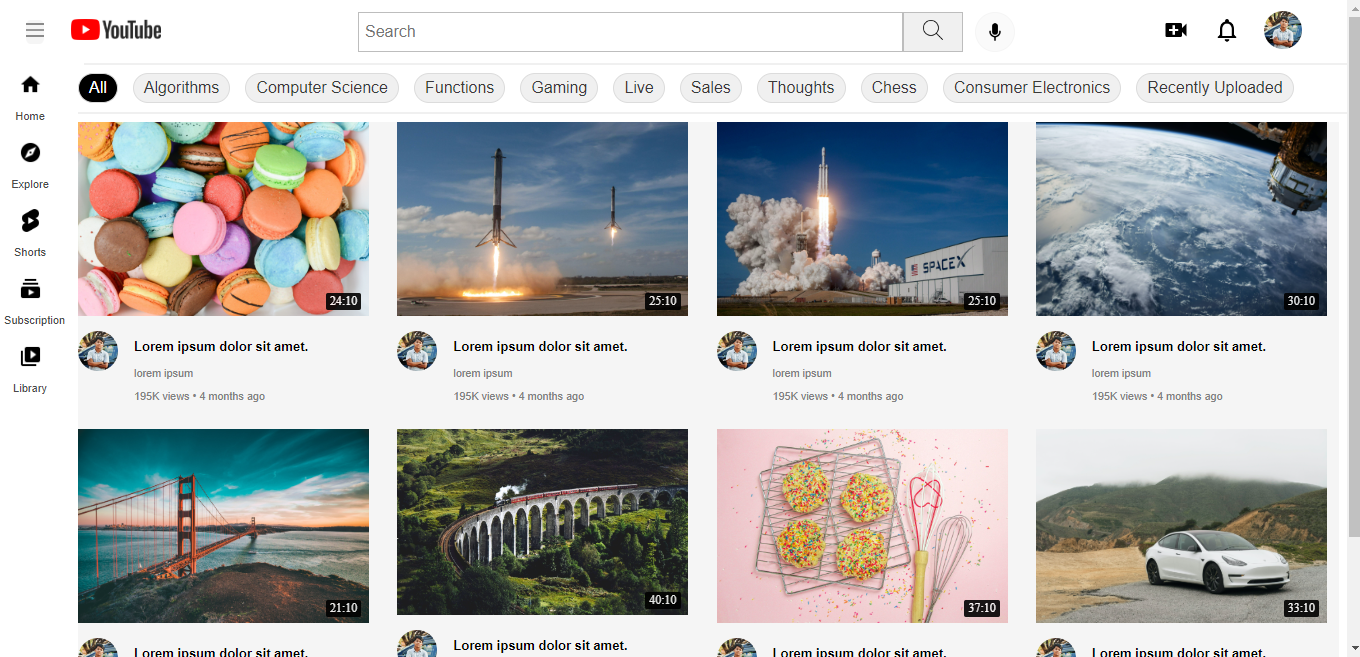 YouTube
Search
All Algorithms Computer Science Functions Gaming Live Sales Thoughts Chess Consumer Electronics Recently Uploaded
Home
Explore
Shorts
Subscription
Library
24:10
25:10
SPACEX
25:10
30:10
Lorem ipsum dolor sit amet.
lorem ipsum
195K views • 4 months ago
Lorem ipsum dolor sit amet.
lorem ipsum
195K views • 4 months ago
Lorem ipsum dolor sit amet.
lorem ipsum
195K views • 4 months ago
Lorem ipsum dolor sit amet.
lorem ipsum
195K views • 4 months ago
21:10
40:10
37:10
33:10
Lorem ipsum dolor sit amet.
Lorem ipsum dolor sit amet.
Lorem ipsum dolor sit amet.
Lorem ipsum dolor sit amet.